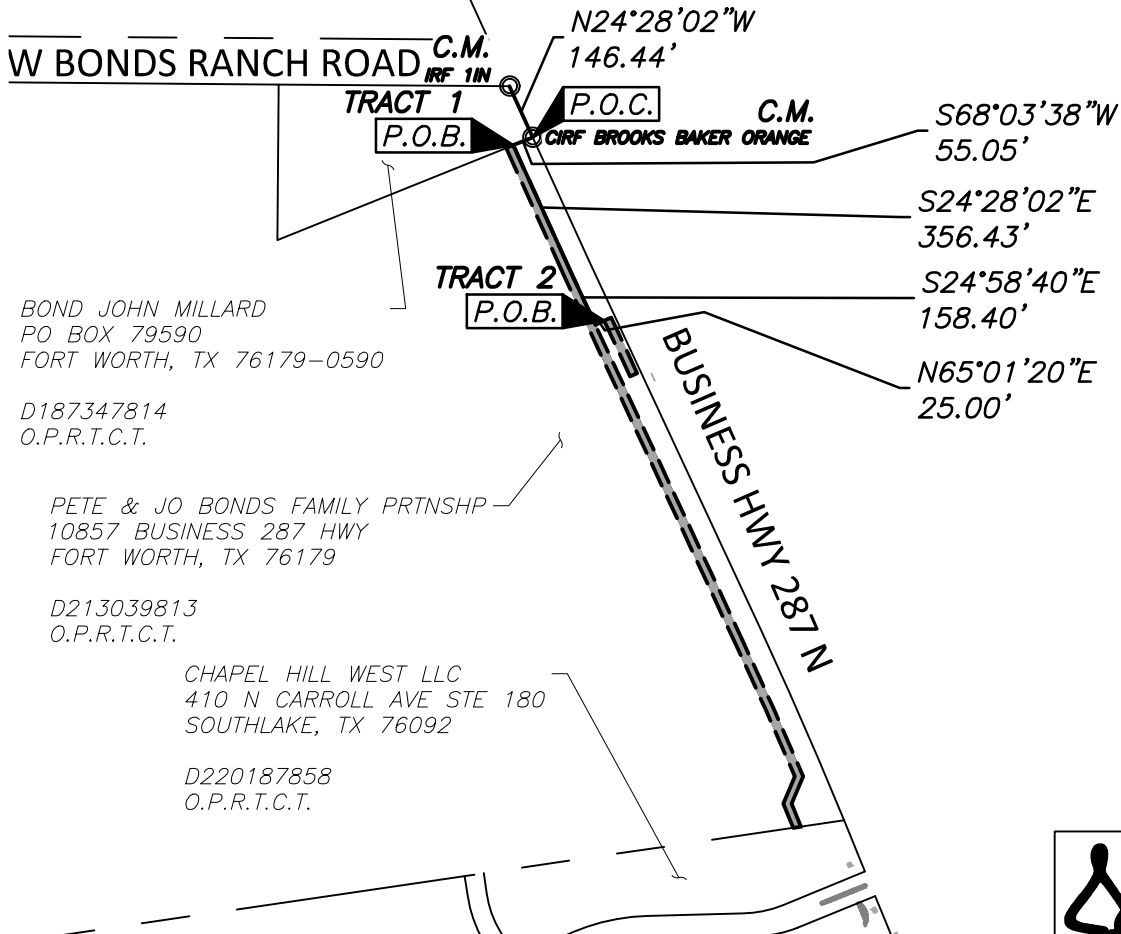 N24°28'02"W
146.44'
W BONDS RANCH ROAD
C.M.
IRF 1IN
TRACT 1
P.O.B.
P.O.C.
C.M.
CIRF BROOKS BAKER ORANGE
S68°03'38"W
55.05'
S24°28'02"E
356.43'
TRACT 2
P.O.B.
S24°58'40"E
158.40'
N65°01'20"E
25.00'
BOND JOHN MILLARD
PO BOX 79590
FORT WORTH, TX 76179-0590
D187347814
O.P.R.T.C.T.
BUSINESS HWY 287 N
PETE & JO BONDS FAMILY PRTNSHP
10857 BUSINESS 287 HWY
FORT WORTH, TX 76179
D213039813
O.P.R.T.C.T.
CHAPEL HILL WEST LLC
410 N CARROLL AVE STE 180
SOUTHLAKE, TX 76092
D220187858
O.P.R.T.C.T.